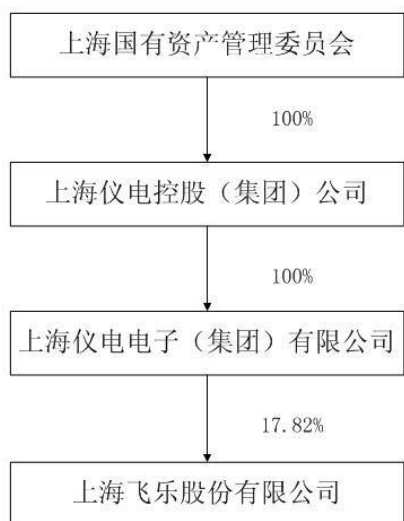 上海国有资产管理委员会
100%
上海仪电控股（集团）公司
100%
上海仪电电子（集团）有限公司
17.82%
上海飞乐股份有限公司